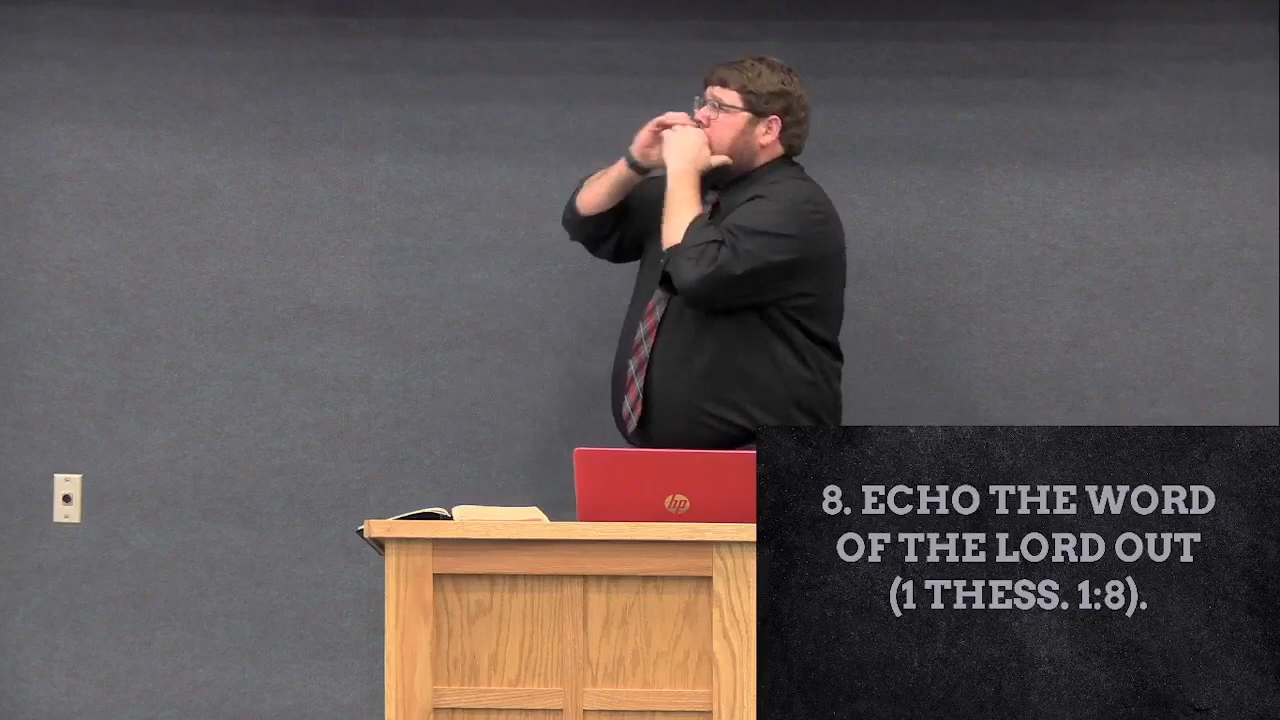 hp
8. ECHO THE WORD
OF THE LORD OUT
(1 THESS. 1:8).